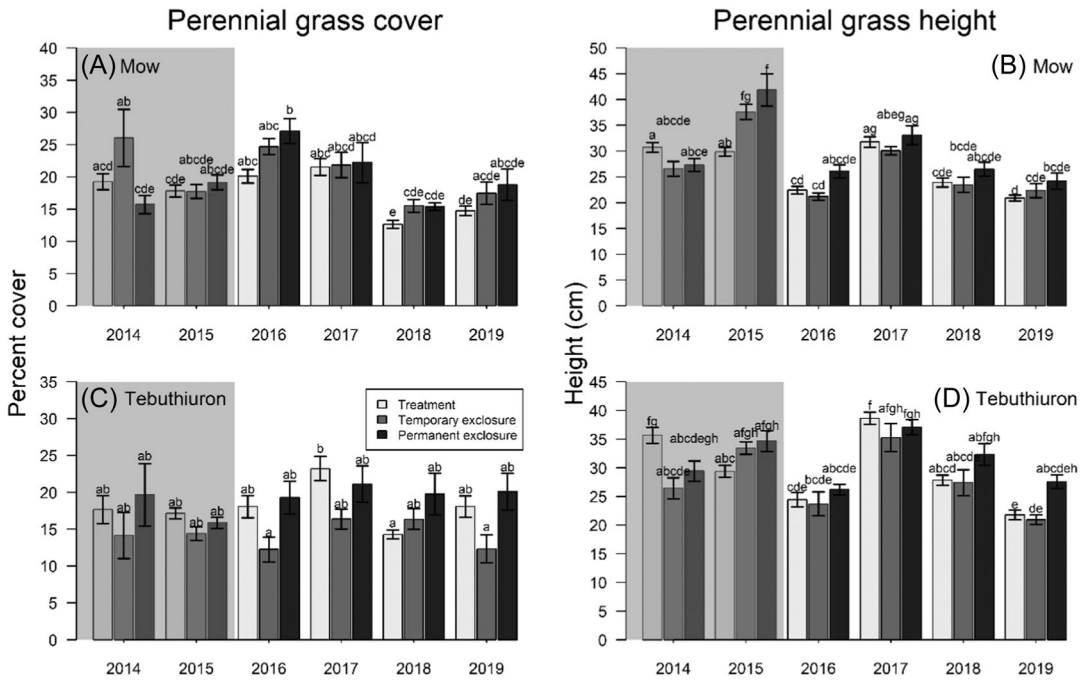 Perennial grass cover
Perennial grass height
Percent cover
(A) Mow
40
35
30
25
20
15
10
5
0
acd
ab
cde
cde
abcde
abcde
abc
abc
b
abc
abc
abcd
e
cde
cde
de
cde
abcde
2014
2015
2016
2017
2018
2019
Height (cm)
(B) Mow
50
45
40
35
30
25
20
15
10
5
0
a
abcde
abce
ab
fg
f
cd
cd
abcde
ag
abeg
ag
cde
bcde
abcde
d
cde
bcde
2014
2015
2016
2017
2018
2019
(C) Tebuthiuron
35
30
25
20
15
10
5
0
Treatment
Temporary exclosure
Permanent exclosure
ab
ab
ab
ab
ab
ab
ab
a
ab
b
ab
ab
a
ab
ab
ab
a
ab
2014
2015
2016
2017
2018
2019
(D) Tebuthiuron
45
40
35
30
25
20
15
10
5
0
fg
abcde
abcdegh
abc
afgh
afgh
cde
bcde
abcde
f
afgh
fgh
abcd
abcd
abfgh
e
de
abcdeh
2014
2015
2016
2017
2018
2019